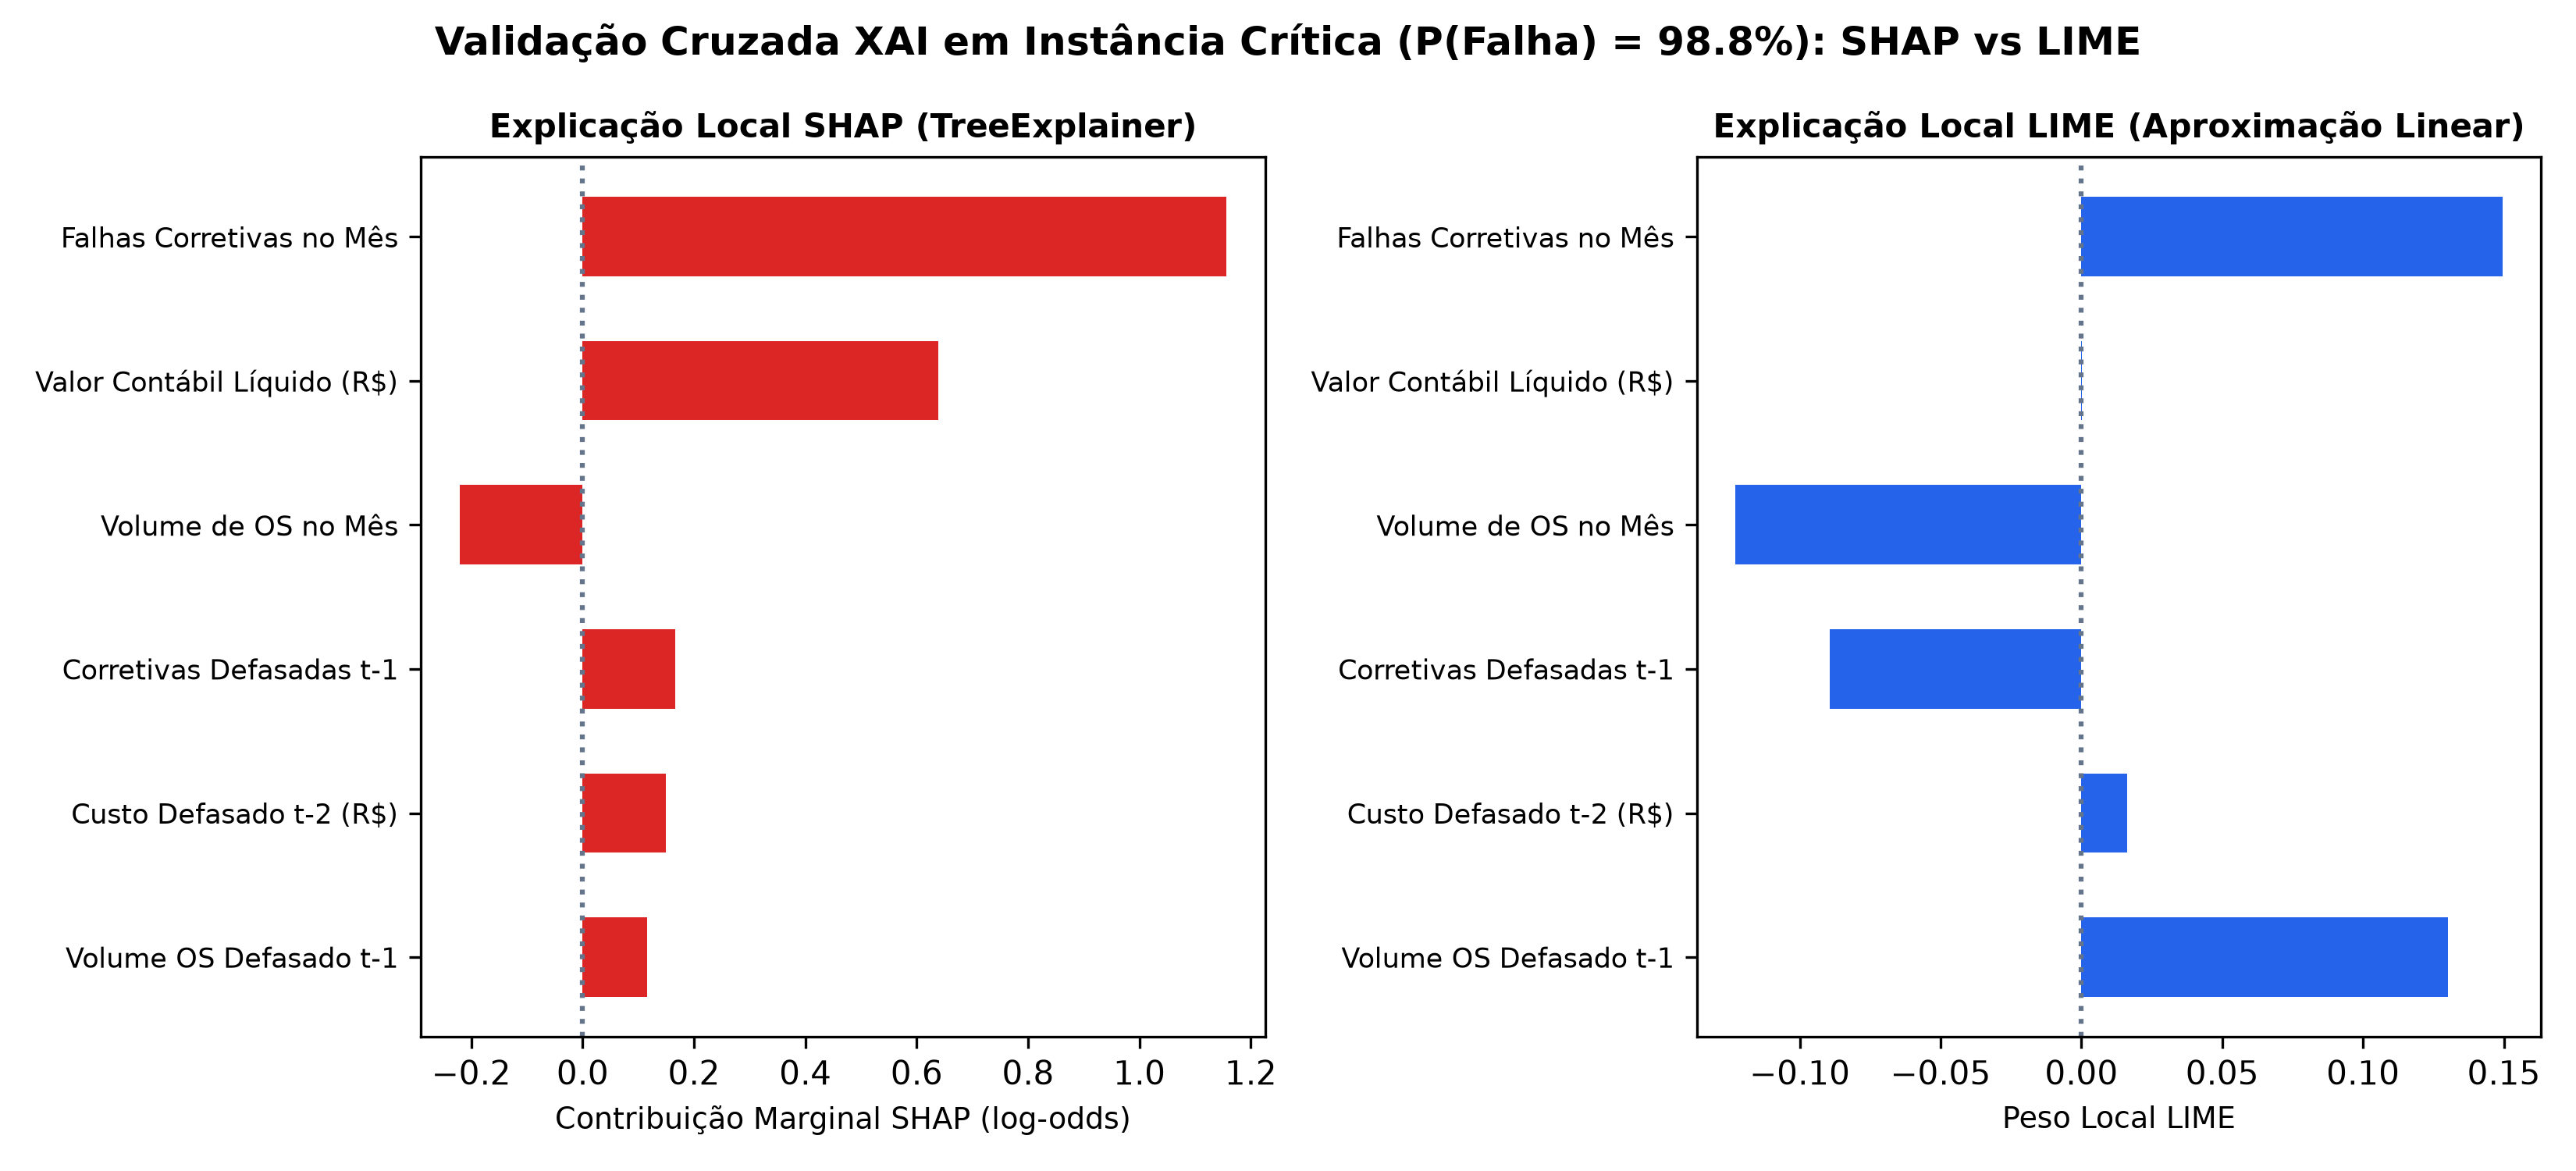 Validação Cruzada XAI em Instância Crítica (P(Falha) = 98.8%): SHAP vs LIME
Explicação Local SHAP (TreeExplainer)
Falhas Corretivas no Mês
Valor Contábil Líquido (R$)
Volume de OS no Mês
Corretivas Defasadas t-1
Custo Defasado t-2 (R$)
Volume OS Defasado t-1
−0.2 0.0 0.2 0.4 0.6 0.8 1.0 1.2
Contribuição Marginal SHAP (log-odds)
Explicação Local LIME (Aproximação Linear)
Falhas Corretivas no Mês
Valor Contábil Líquido (R$)
Volume de OS no Mês
Corretivas Defasadas t-1
Custo Defasado t-2 (R$)
Volume OS Defasado t-1
−0.10 −0.05 0.00 0.05 0.10 0.15
Peso Local LIME